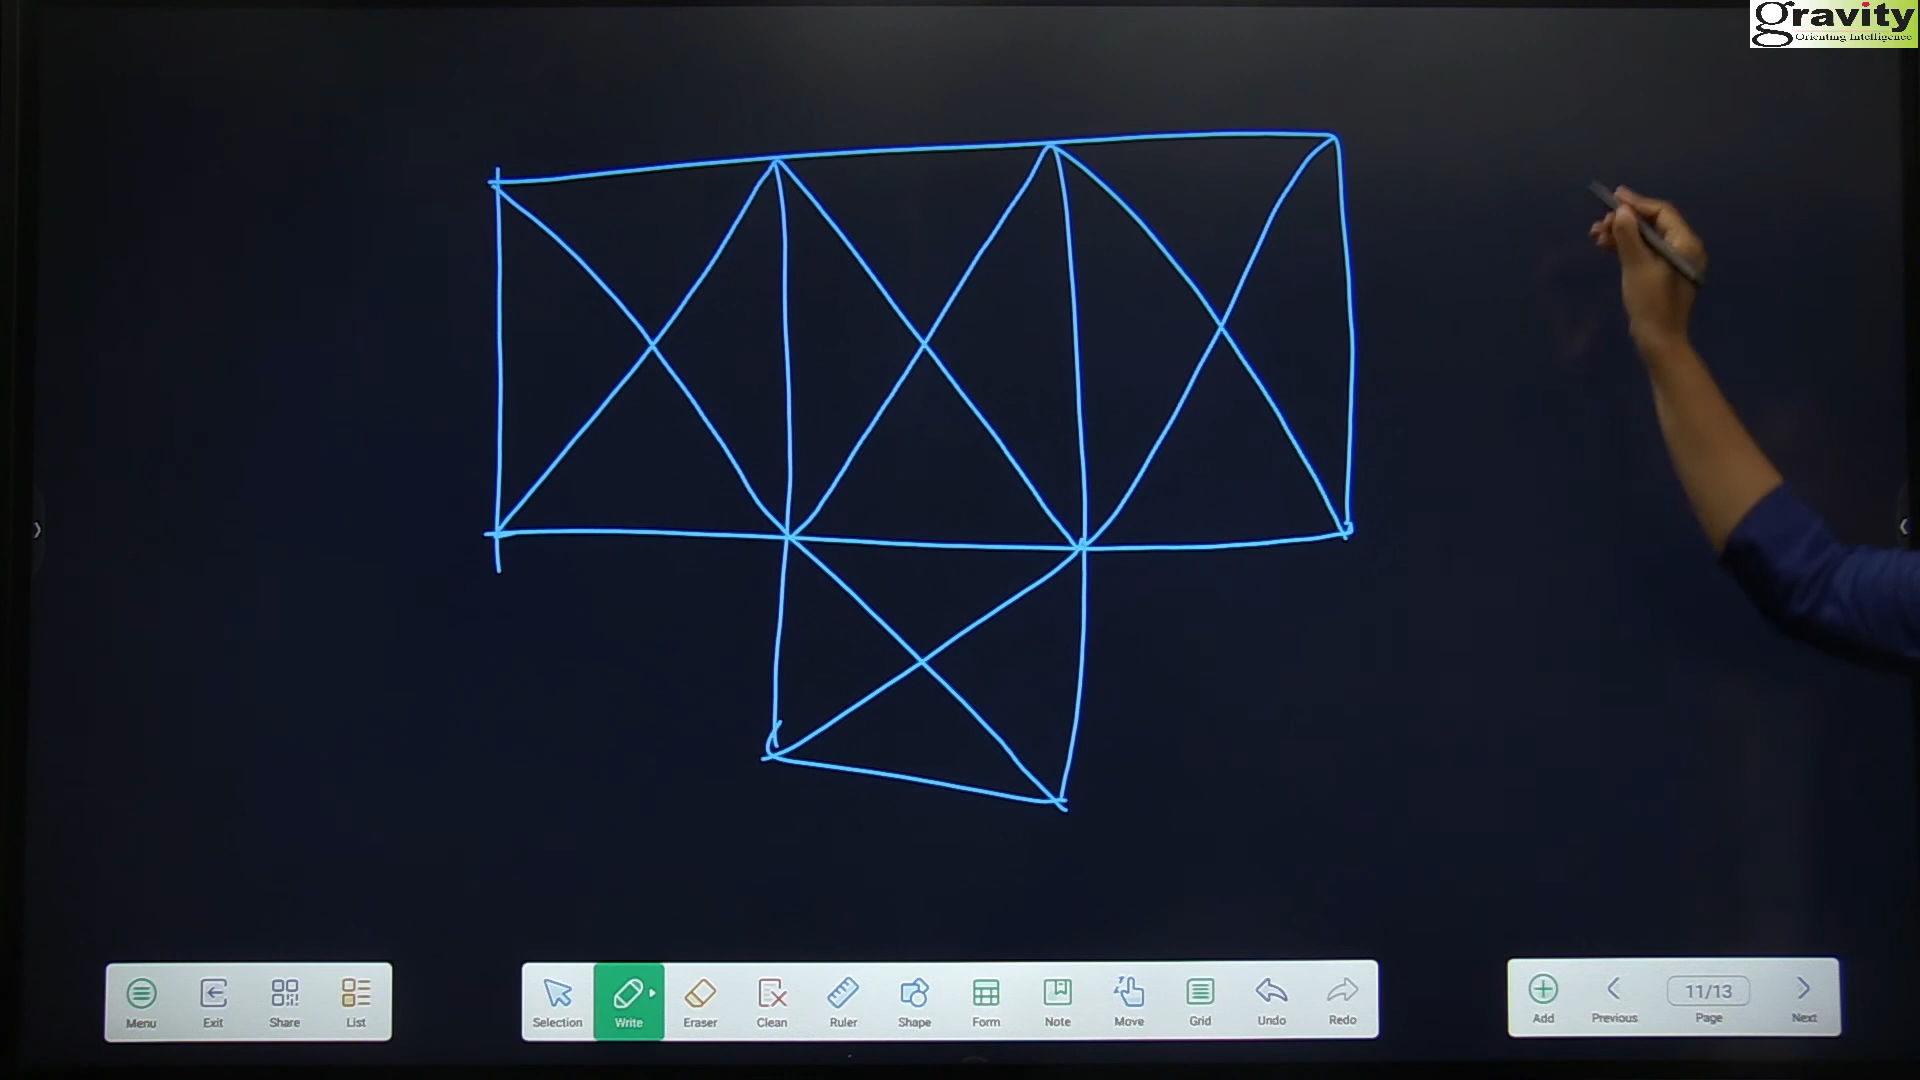 gravity
Orienting Intelligence
Menu
Exit
Share
List
Selection
Write
Eraser
Clean
Ruler
Shape
Form
Note
Move
Grid
Undo
Redo
Add
Previous
11/13
Page
Next